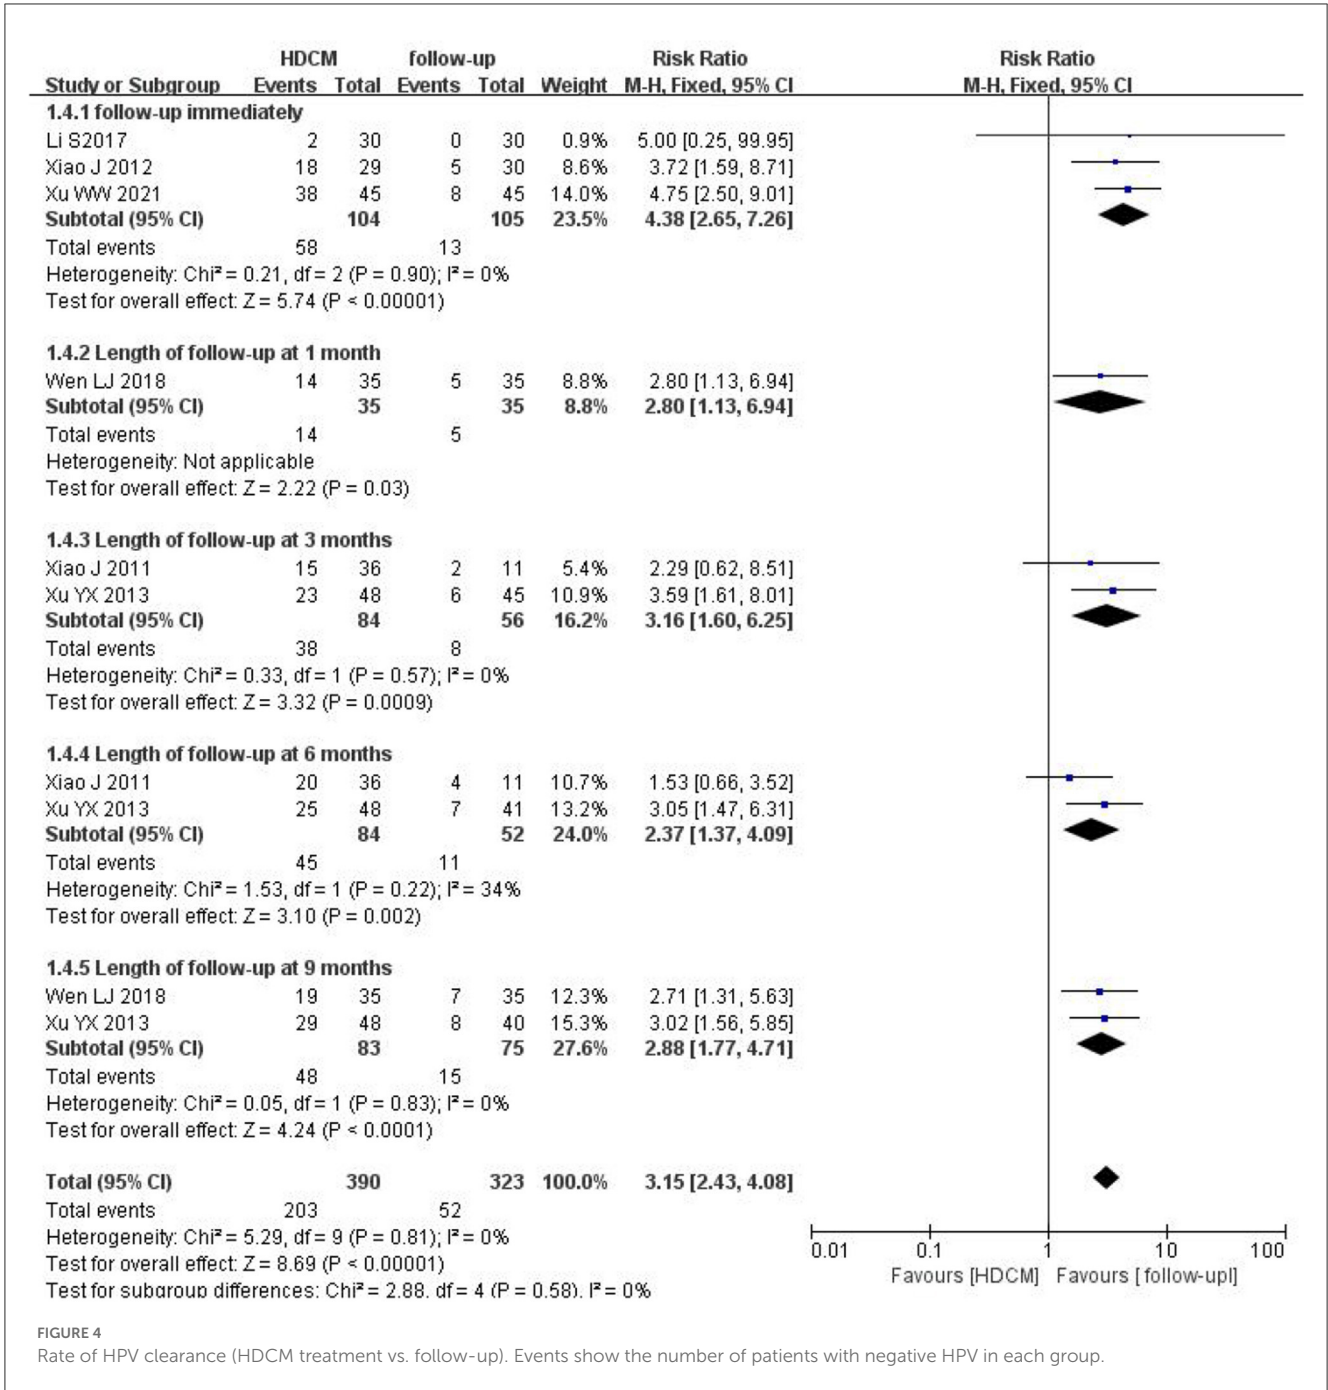 HDCM follow-up Risk Ratio Risk Ratio
Study or Subgroup Events Total Events Total Weight M-H, Fixed, 95% CI M-H, Fixed, 95% CI
1.4.1 follow-up immediately
Li S2017 2 30 0 30 0.9% 5.00 [0.25, 99.95]
Xiao J 2012 18 29 5 30 8.6% 3.72 [1.59, 8.71]
Xu WW 2021 38 45 8 45 14.0% 4.75 [2.50, 9.01]
Subtotal (95% CI) 104 105 23.5% 4.38 [2.65, 7.26]
Total events 58 13
Heterogeneity: Chi² = 0.21, df = 2 (P = 0.90); I² = 0%
Test for overall effect: Z = 5.74 (P < 0.00001)
1.4.2 Length of follow-up at 1 month
Wen LJ 2018 14 35 5 35 8.8% 2.80 [1.13, 6.94]
Subtotal (95% CI) 35 35 8.8% 2.80 [1.13, 6.94]
Total events 14 5
Heterogeneity: Not applicable
Test for overall effect: Z = 2.22 (P = 0.03)
1.4.3 Length of follow-up at 3 months
Xiao J 2011 15 36 2 11 5.4% 2.29 [0.62, 8.51]
Xu YX 2013 23 48 6 45 10.9% 3.59 [1.61, 8.01]
Subtotal (95% CI) 84 56 16.2% 3.16 [1.60, 6.25]
Total events 38 8
Heterogeneity: Chi² = 0.33, df = 1 (P = 0.57); I² = 0%
Test for overall effect: Z = 3.32 (P = 0.0009)
1.4.4 Length of follow-up at 6 months
Xiao J 2011 20 36 4 11 10.7% 1.53 [0.66, 3.52]
Xu YX 2013 25 48 7 41 13.2% 3.05 [1.47, 6.31]
Subtotal (95% CI) 84 52 24.0% 2.37 [1.37, 4.09]
Total events 45 11
Heterogeneity: Chi² = 1.53, df = 1 (P = 0.22); I² = 34%
Test for overall effect: Z = 3.10 (P = 0.002)
1.4.5 Length of follow-up at 9 months
Wen LJ 2018 19 35 7 35 12.3% 2.71 [1.31, 5.63]
Xu YX 2013 29 48 8 40 15.3% 3.02 [1.56, 5.85]
Subtotal (95% CI) 83 75 27.6% 2.88 [1.77, 4.71]
Total events 48 15
Heterogeneity: Chi² = 0.05, df = 1 (P = 0.83); I² = 0%
Test for overall effect: Z = 4.24 (P < 0.0001)
Total (95% CI) 390 323 100.0% 3.15 [2.43, 4.08]
Total events 203 52
Heterogeneity: Chi² = 5.29, df = 9 (P = 0.81); I² = 0%
Test for overall effect: Z = 8.69 (P < 0.00001)
Test for subgroup differences: Chi² = 2.88, df = 4 (P = 0.58), I² = 0%
0.01 0.1 1 10 100
Favours [HDCM] Favours [follow-up]
FIGURE 4
Rate of HPV clearance (HDCM treatment vs. follow-up). Events show the number of patients with negative HPV in each group.